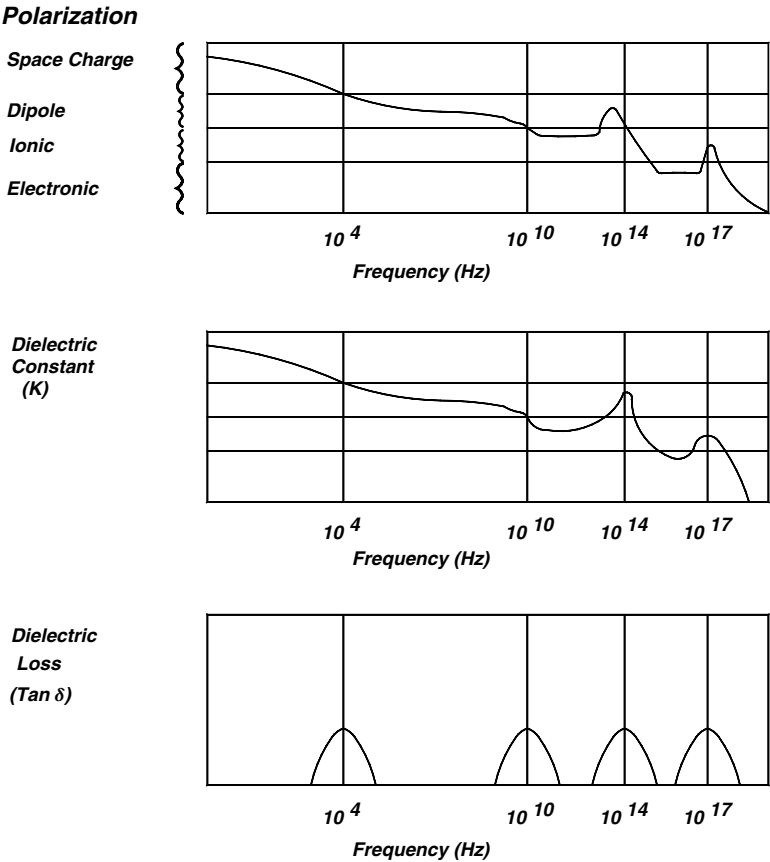 Polarization
Space Charge
Dipole
Ionic
Electronic
10 4 10 10 10 14 10 17
Frequency (Hz)
Dielectric
Constant
(K)
10 4 10 10 10 14 10 17
Frequency (Hz)
Dielectric
Loss
(Tan δ)
10 4 10 10 10 14 10 17
Frequency (Hz)